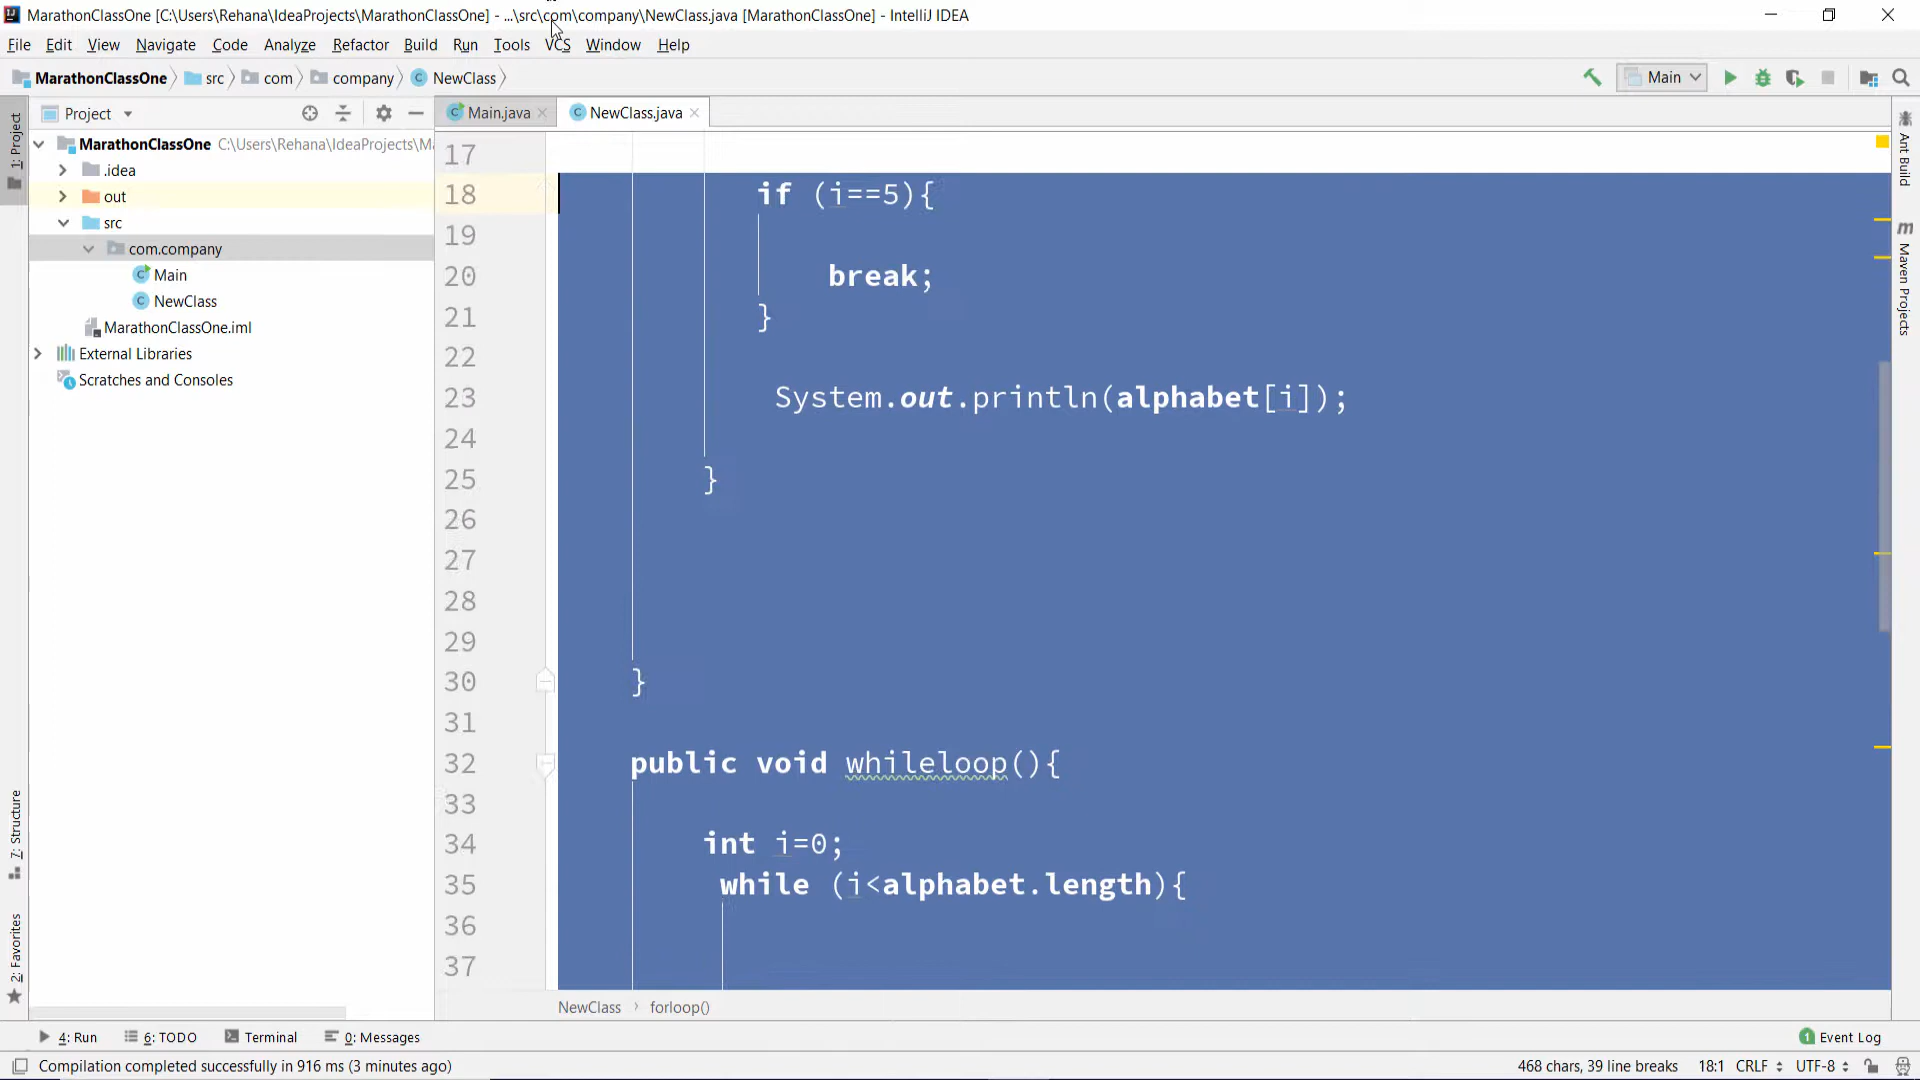 MarathonClassOne [C:\Users\Rehana\IdeaProjects\MarathonClassOne] - ...\src\com\company\NewClass.java [MarathonClassOne] - IntelliJ IDEA
File Edit View Navigate Code Analyze Refactor Build Run Tools VCS Window Help
MarathonClassOne src com company NewClass Main
1: Project
Project
Main.java NewClass.java
MarathonClassOne C:\Users\Rehana\IdeaProjects\M
.idea
out
src
com.company
Main
NewClass
MarathonClassOne.iml
External Libraries
Scratches and Consoles
17
18 if (i==5){
19
20 break;
21 }
22
23 System.out.println(alphabet[i]);
24
25 }
26
27
28
29
30 }
31
32 public void whileloop(){
33
34 int i=0;
35 while (i<alphabet.length){
36
37
NewClass forloop()
Ant Build
Maven Projects
7: Structure
2: Favorites
4: Run 6: TODO Terminal 0: Messages 1 Event Log
Compilation completed successfully in 916 ms (3 minutes ago) 468 chars, 39 line breaks 18:1 CRLF UTF-8